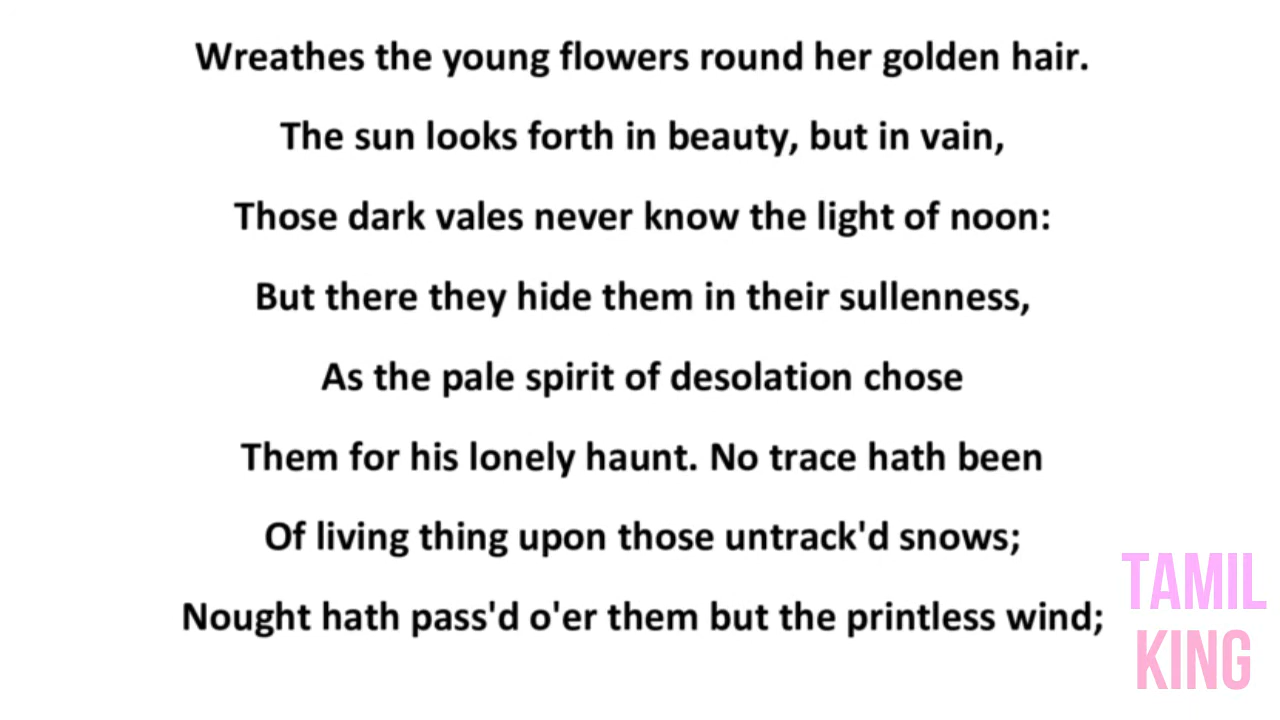 Wreathes the young flowers round her golden hair.
The sun looks forth in beauty, but in vain,
Those dark vales never know the light of noon:
But there they hide them in their sullenness,
As the pale spirit of desolation chose
Them for his lonely haunt. No trace hath been
Of living thing upon those untrack'd snows;
Nought hath pass'd o'er them but the printless wind;
TAMIL
KING